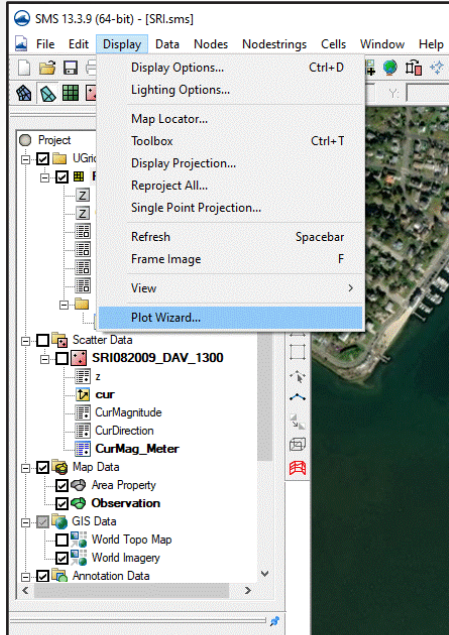 SMS 13.3.9 (64-bit) - [SRI.sms]
File Edit Display Data Nodes Nodestrings Cells Window Help
Display Options... Ctrl+D
Lighting Options...
Y:
Map Locator...
Toolbox Ctrl+T
Display Projection...
Reproject All...
Single Point Projection...
Refresh Spacebar
Frame Image F
View >
Plot Wizard...
Project
UGri
Z
Z
Scatter Data
SRI082009_DAV_1300
z
cur
CurMagnitude
CurDirection
CurMag_Meter
Map Data
Area Property
Observation
GIS Data
World Topo Map
World Imagery
Annotation Data